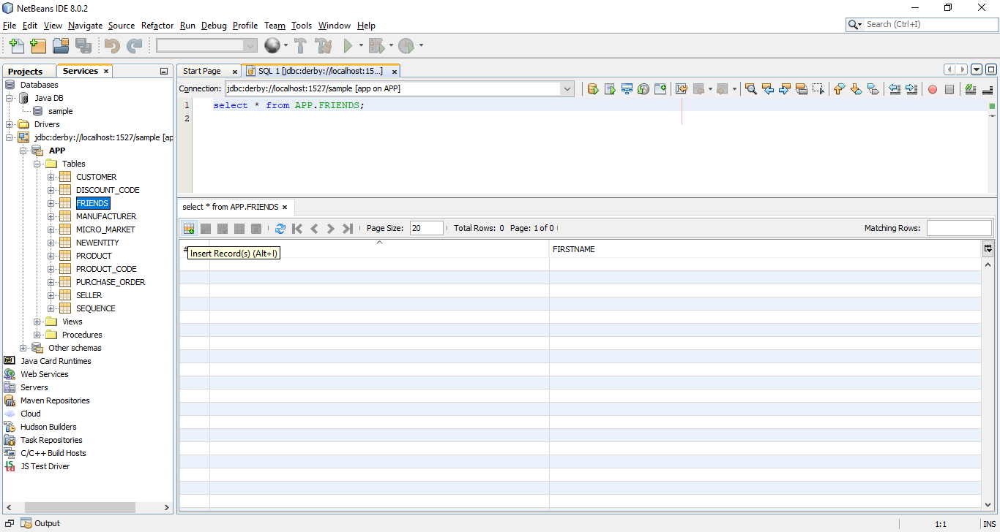 NetBeans IDE 8.0.2
File Edit View Navigate Source Refactor Run Debug Profile Team Tools Window Help
Search (Ctrl+I)
Projects
Services
Databases
Java DB
sample
Drivers
jdbc:derby://localhost:1527/sample [ap
APP
Tables
CUSTOMER
DISCOUNT_CODE
FRIENDS
MANUFACTURER
MICRO_MARKET
NEWENTITY
PRODUCT
PRODUCT_CODE
PURCHASE_ORDER
SELLER
SEQUENCE
Views
Procedures
Other schemas
Java Card Runtimes
Web Services
Servers
Maven Repositories
Cloud
Hudson Builders
Task Repositories
C/C++ Build Hosts
JS Test Driver
Start Page
SQL 1 [jdbc:derby://localhost:15...]
Connection: jdbc:derby://localhost:1527/sample [app on APP]
1 select * from APP.FRIENDS;
2
select * from APP.FRIENDS
Page Size: 20 Total Rows: 0 Page: 1 of 0
Matching Rows:
# FIRSTNAME
Insert Record(s) (Alt+I)
Output
1:1 INS